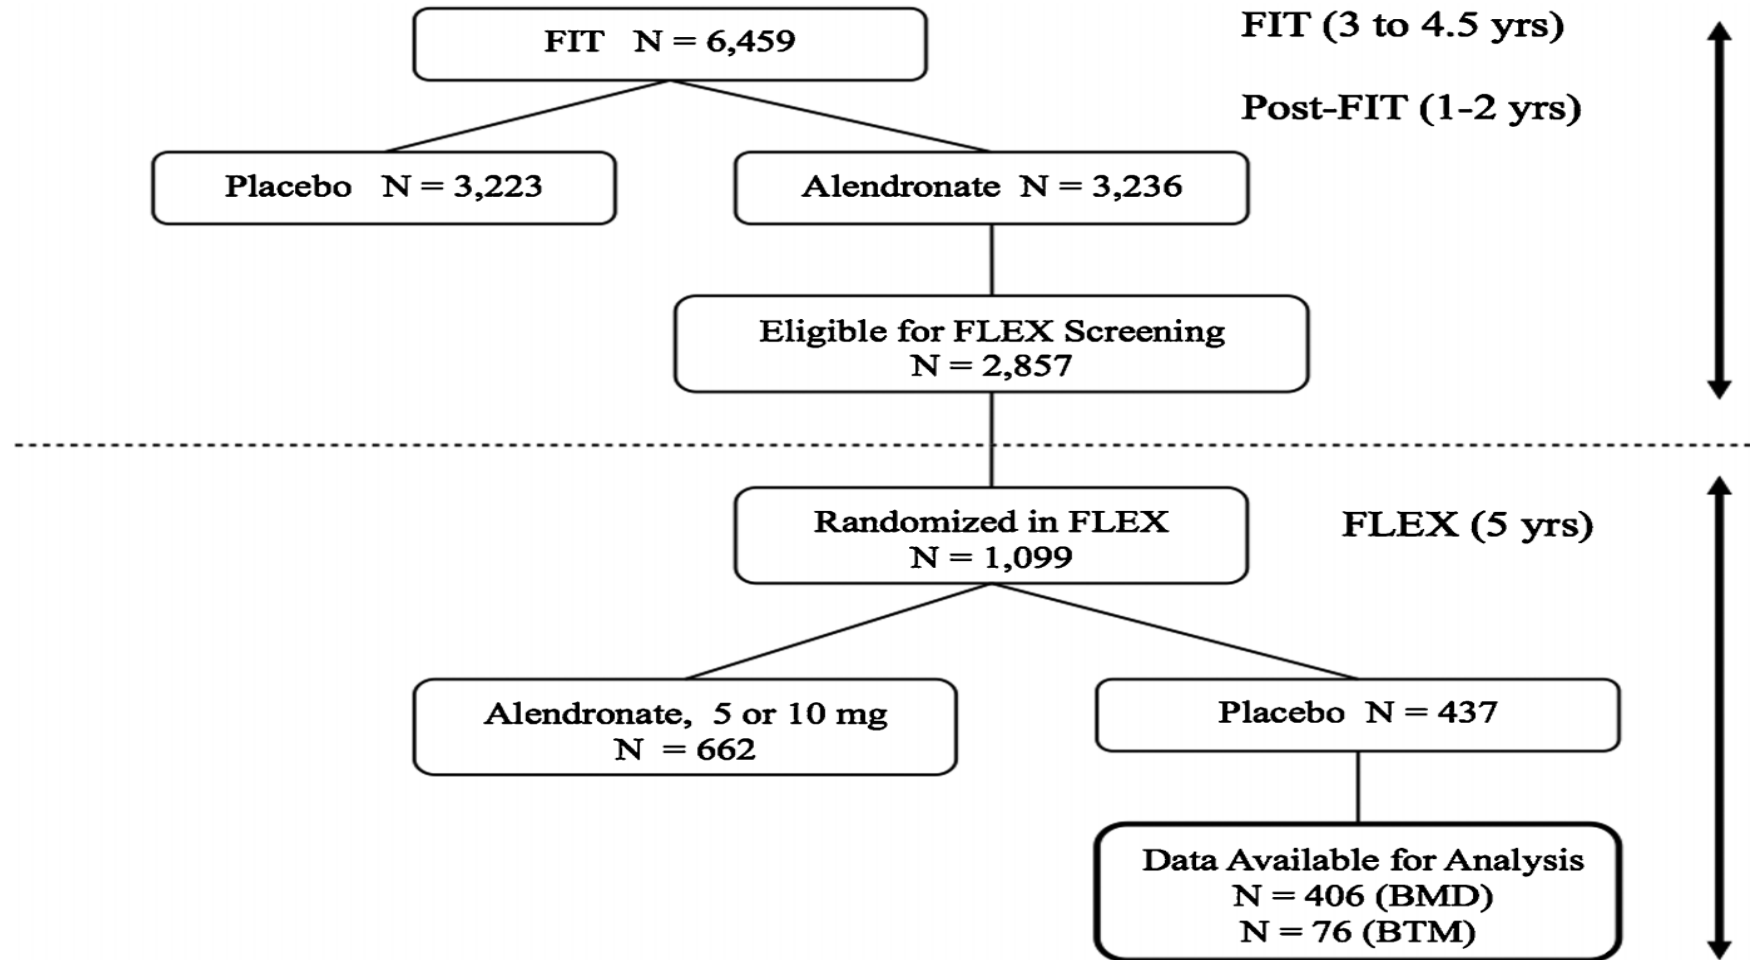 FIT N = 6,459
FIT (3 to 4.5 yrs)
Post-FIT (1-2 yrs)
Placebo N = 3,223
Alendronate N = 3,236
Eligible for FLEX Screening
N = 2,857
Randomized in FLEX
N = 1,099
FLEX (5 yrs)
Alendronate, 5 or 10 mg
N = 662
Placebo N = 437
Data Available for Analysis
N = 406 (BMD)
N = 76 (BTM)